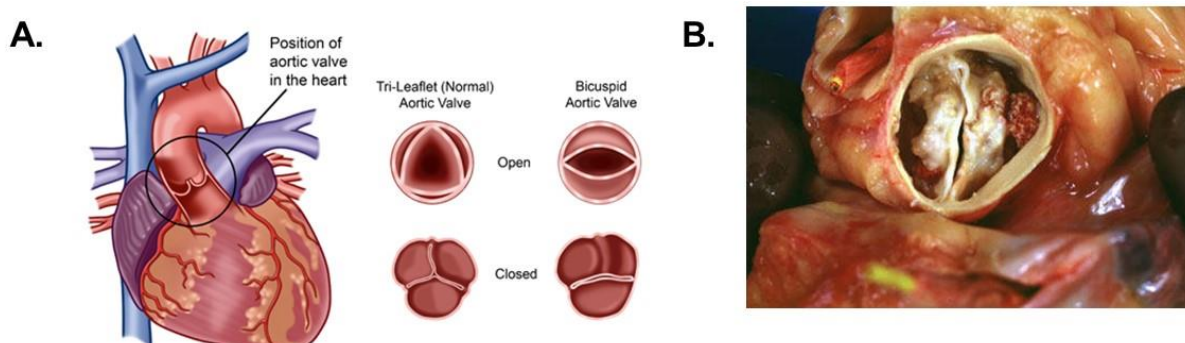 A.
Position of
aortic valve
in the heart
Tri-Leaflet (Normal)
Aortic Valve
Bicuspid
Aortic Valve
Open
Closed
B.